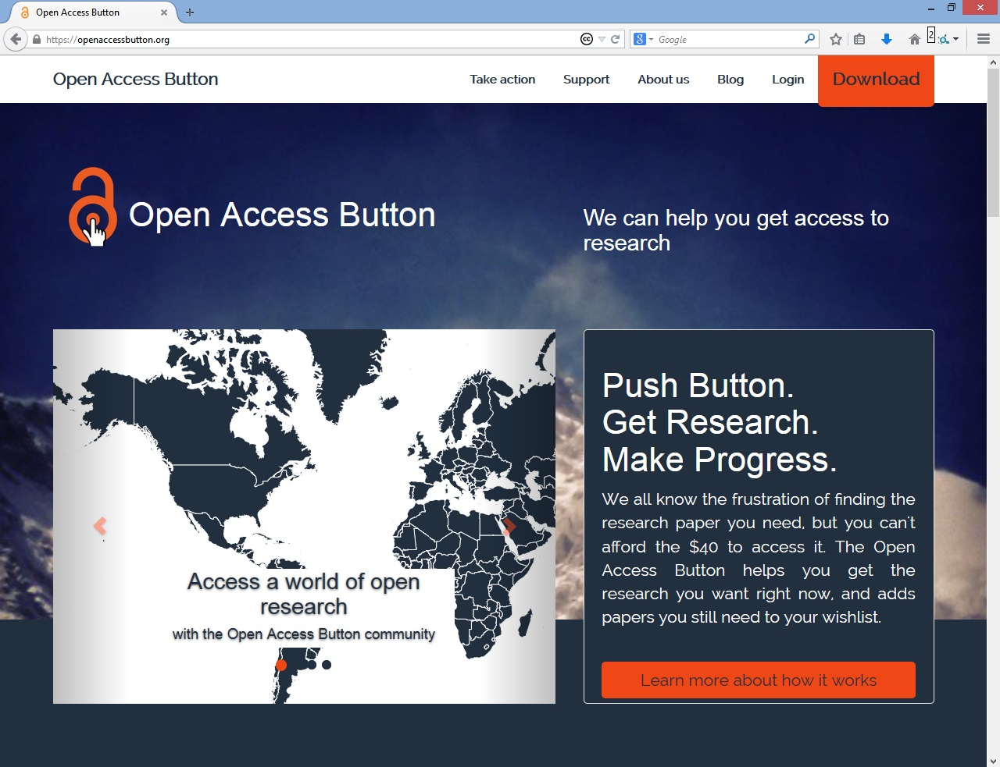 Open Access Button
https://openaccessbutton.org
Google
2
Open Access Button
Take action
Support
About us
Blog
Login
Download
Open Access Button
We can help you get access to
research
Access a world of open
research
with the Open Access Button community
Push Button.
Get Research.
Make Progress.
We all know the frustration of finding the
research paper you need, but you can't
afford the $40 to access it. The Open
Access Button helps you get the
research you want right now, and adds
papers you still need to your wishlist.
Learn more about how it works